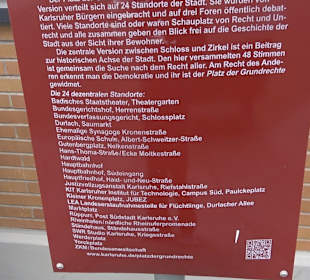 Version verteilt sich auf 24 Standorte der Stadt. Sie wurden von
Karlsruher Bürgern eingebracht und auf drei Foren öffentlich debat-
tiert. Viele Standorte sind oder waren Schauplatz von Recht und Un-
recht und alle zusammen geben den Blick frei auf die Geschichte der
Stadt aus der Sicht ihrer Bewohner.
Die zentrale Version zwischen Schloss und Zirkel ist ein Beitrag
zur historischen Achse der Stadt. Den hier versammelten 48 Stimmen
ist gemeinsam die Suche nach dem Recht aller. Am Recht des Ande-
ren erkennt man die Demokratie und ihr ist der Platz der Grundrechte
gewidmet.
Die 24 dezentralen Standorte:
Badisches Staatstheater, Theatergarten
Bundesgerichtshof, Herrenstraße
Bundesverfassungsgericht, Schlossplatz
Durlach, Saumarkt
Ehemalige Synagoge Kronenstraße
Europäische Schule, Albert-Schweitzer-Straße
Gutenbergplatz, Nelkenstraße
Hans-Thoma-Straße/Ecke Moltkestraße
Hardtwald
Hauptbahnhof
Hauptbahnhof, Südeingang
Hauptfriedhof, Haid-und-Neu-Straße
Justizvollzugsanstalt Karlsruhe, Riefstahlstraße
KIT Karlsruher Institut für Technologie, Campus Süd, Paulckeplatz
Kleiner Kronenplatz, JUBEZ
LEA Landeserstaufnahmestelle für Flüchtlinge, Durlacher Allee
Marktplatz
Rüppurr, Post Südstadt Karlsruhe e.V.
Rheinhafen/nördliche Rheinuferpromenade
Ständehaus, Ständehausstraße
SWR Studio Karlsruhe, Kriegsstraße
Werderplatz
Yorckplatz
ZKM/Bundesanwaltschaft
www.karlsruhe.de/platzdergrundrechte